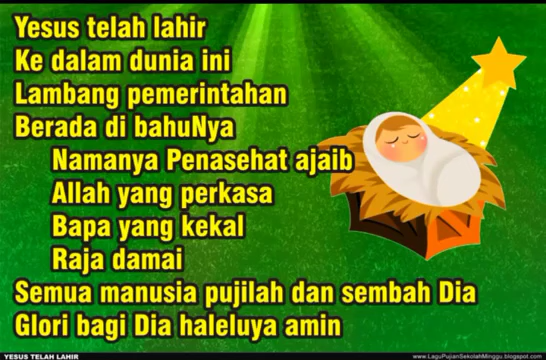 Yesus telah lahir
Ke dalam dunia ini
Lambang pemerintahan
Berada di bahuNya
Namanya Penasehat ajaib
Allah yang perkasa
Bapa yang kekal
Raja damai
Semua manusia pujilah dan sembah Dia
Glori bagi Dia haleluya amin
YESUS TELAH LAHIR
www.LaguPujianSekolahMinggu.blogspot.com